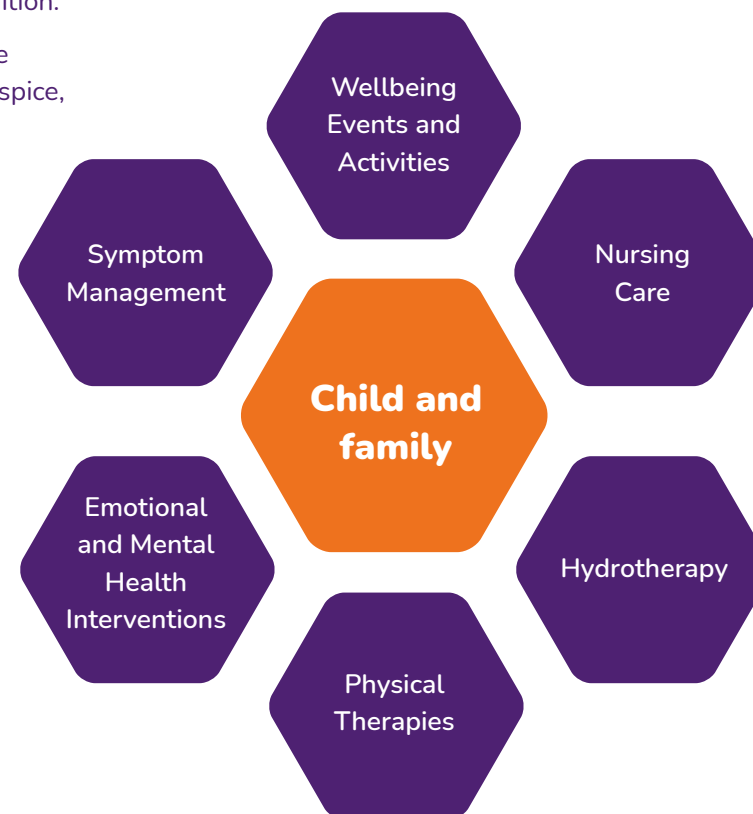 Wellbeing
Events and
Activities
Symptom
Management
Nursing
Care
Child and
family
Emotional
and Mental
Health
Interventions
Hydrotherapy
Physical
Therapies